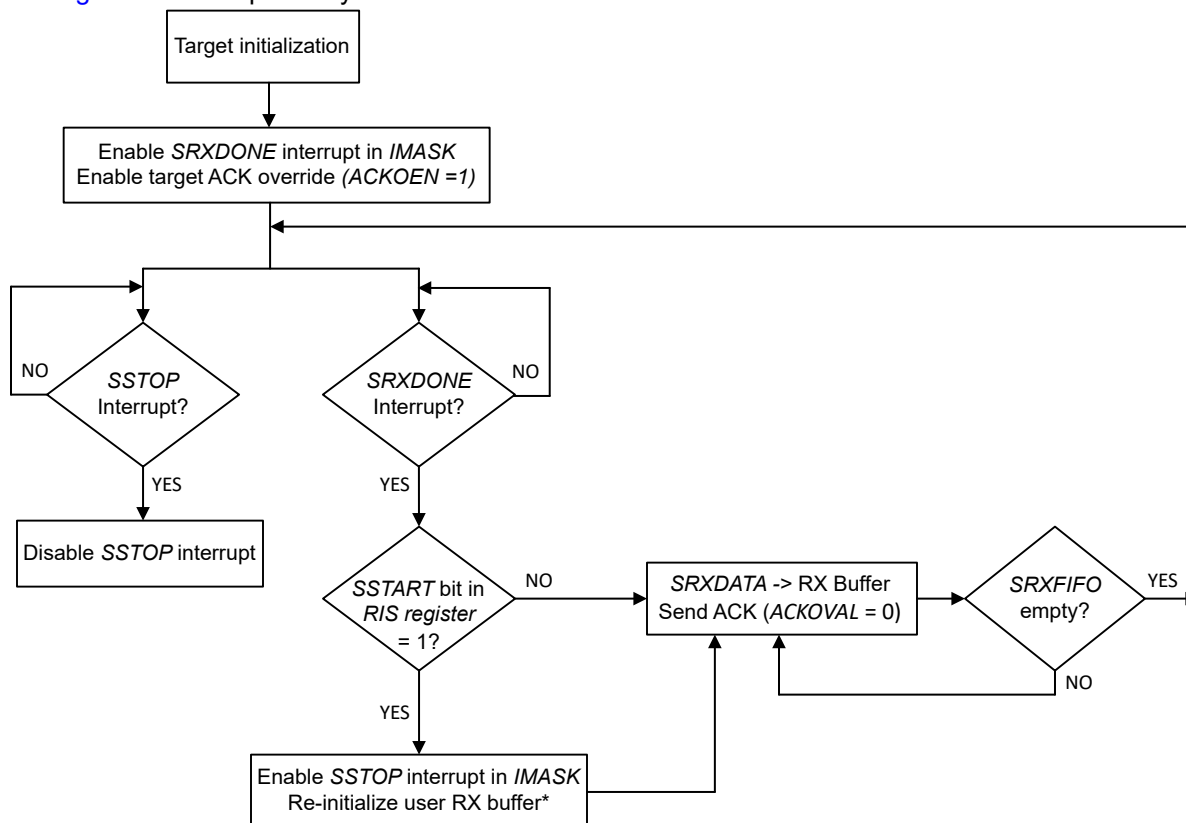 Target initialization
Enable SRXDONE interrupt in IMASK
Enable target ACK override (ACKOEN =1)
NO
SSTOP
Interrupt?
SRXDONE
Interrupt?
NO
YES
YES
Disable SSTOP interrupt
SSTART bit in
RIS register
= 1?
NO
SRXDATA -> RX Buffer
Send ACK (ACKOVAL = 0)
SRXFIFO
empty?
YES
NO
YES
Enable SSTOP interrupt in IMASK
Re-initialize user RX buffer*